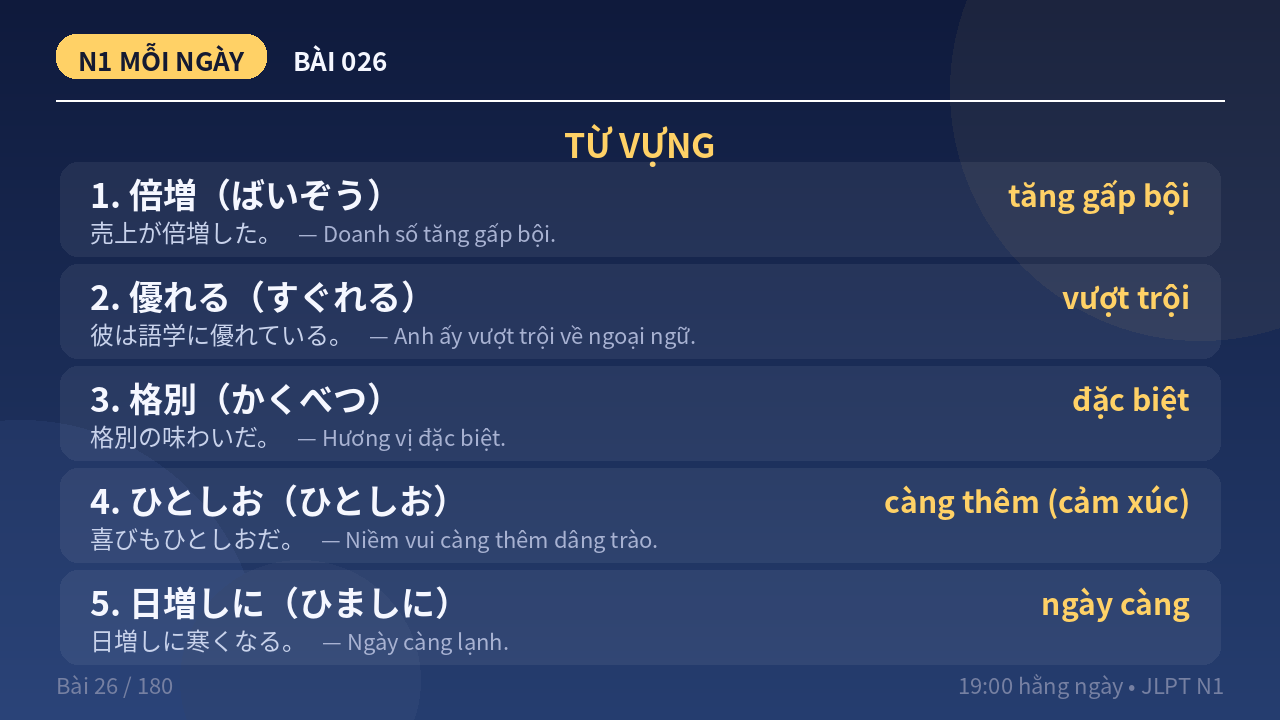 N1 MỖI NGÀY BÀI 026
TỪ VỰNG
1. 倍増（ばいぞう） tăng gấp bội
売上が倍増した。 — Doanh số tăng gấp bội.
2. 優れる（すぐれる） vượt trội
彼は語学に優れている。 — Anh ấy vượt trội về ngoại ngữ.
3. 格別（かくべつ） đặc biệt
格別の味わいだ。 — Hương vị đặc biệt.
4. ひとしお（ひとしお） càng thêm (cảm xúc)
喜びもひとしおだ。 — Niềm vui càng thêm dâng trào.
5. 日増しに（ひましに） ngày càng
日増しに寒くなる。 — Ngày càng lạnh.
Bài 26 / 180 19:00 hằng ngày • JLPT N1